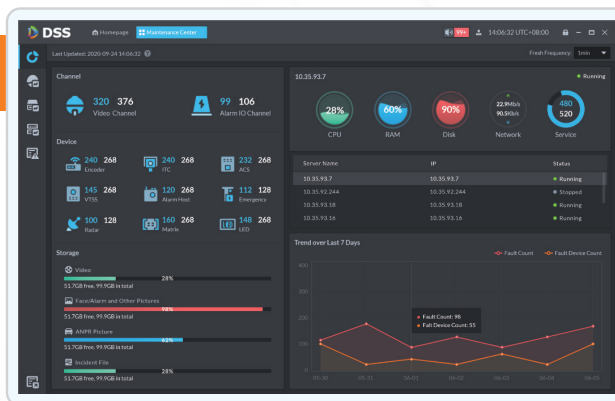 DSS
Homepage
Maintenance Center
99+
14:06:32 UTC+08:00
Last Updated: 2020-09-24 14:06:32
Fresh Frequency: 1min
Channel
320 376
Video Channel
99 106
Alarm IO Channel
Device
240 268
Encoder
240 268
ITC
232 268
ACS
145 268
VTSS
120 268
Alarm Host
112 128
Emergency
100 128
Radar
160 268
Matrix
148 268
LED
Storage
Video
28%
51.7GB free, 99.9GB in total
Face/Alarm and Other Pictures
98%
51.7GB free, 99.9GB in total
ANPR Picture
62%
51.7GB free, 99.9GB in total
Incident File
28%
51.7GB free, 99.9GB in total
10.35.93.7
Running
28%
CPU
60%
RAM
90%
Disk
22.9Mb/s
90.5Kb/s
Network
480
520
Service
Server Name IP Status
10.35.93.7 10.35.93.7 Running
10.35.92.244 10.35.92.244 Stopped
10.35.93.18 10.35.93.18 Running
10.35.93.16 10.35.93.16 Running
Trend over Last 7 Days
Fault Count Fault Device Count
400
300
200
100
0
Fault Count: 98
Falt Device Count: 55
05-30 05-31 06-01 06-02 06-03 06-04 06-05